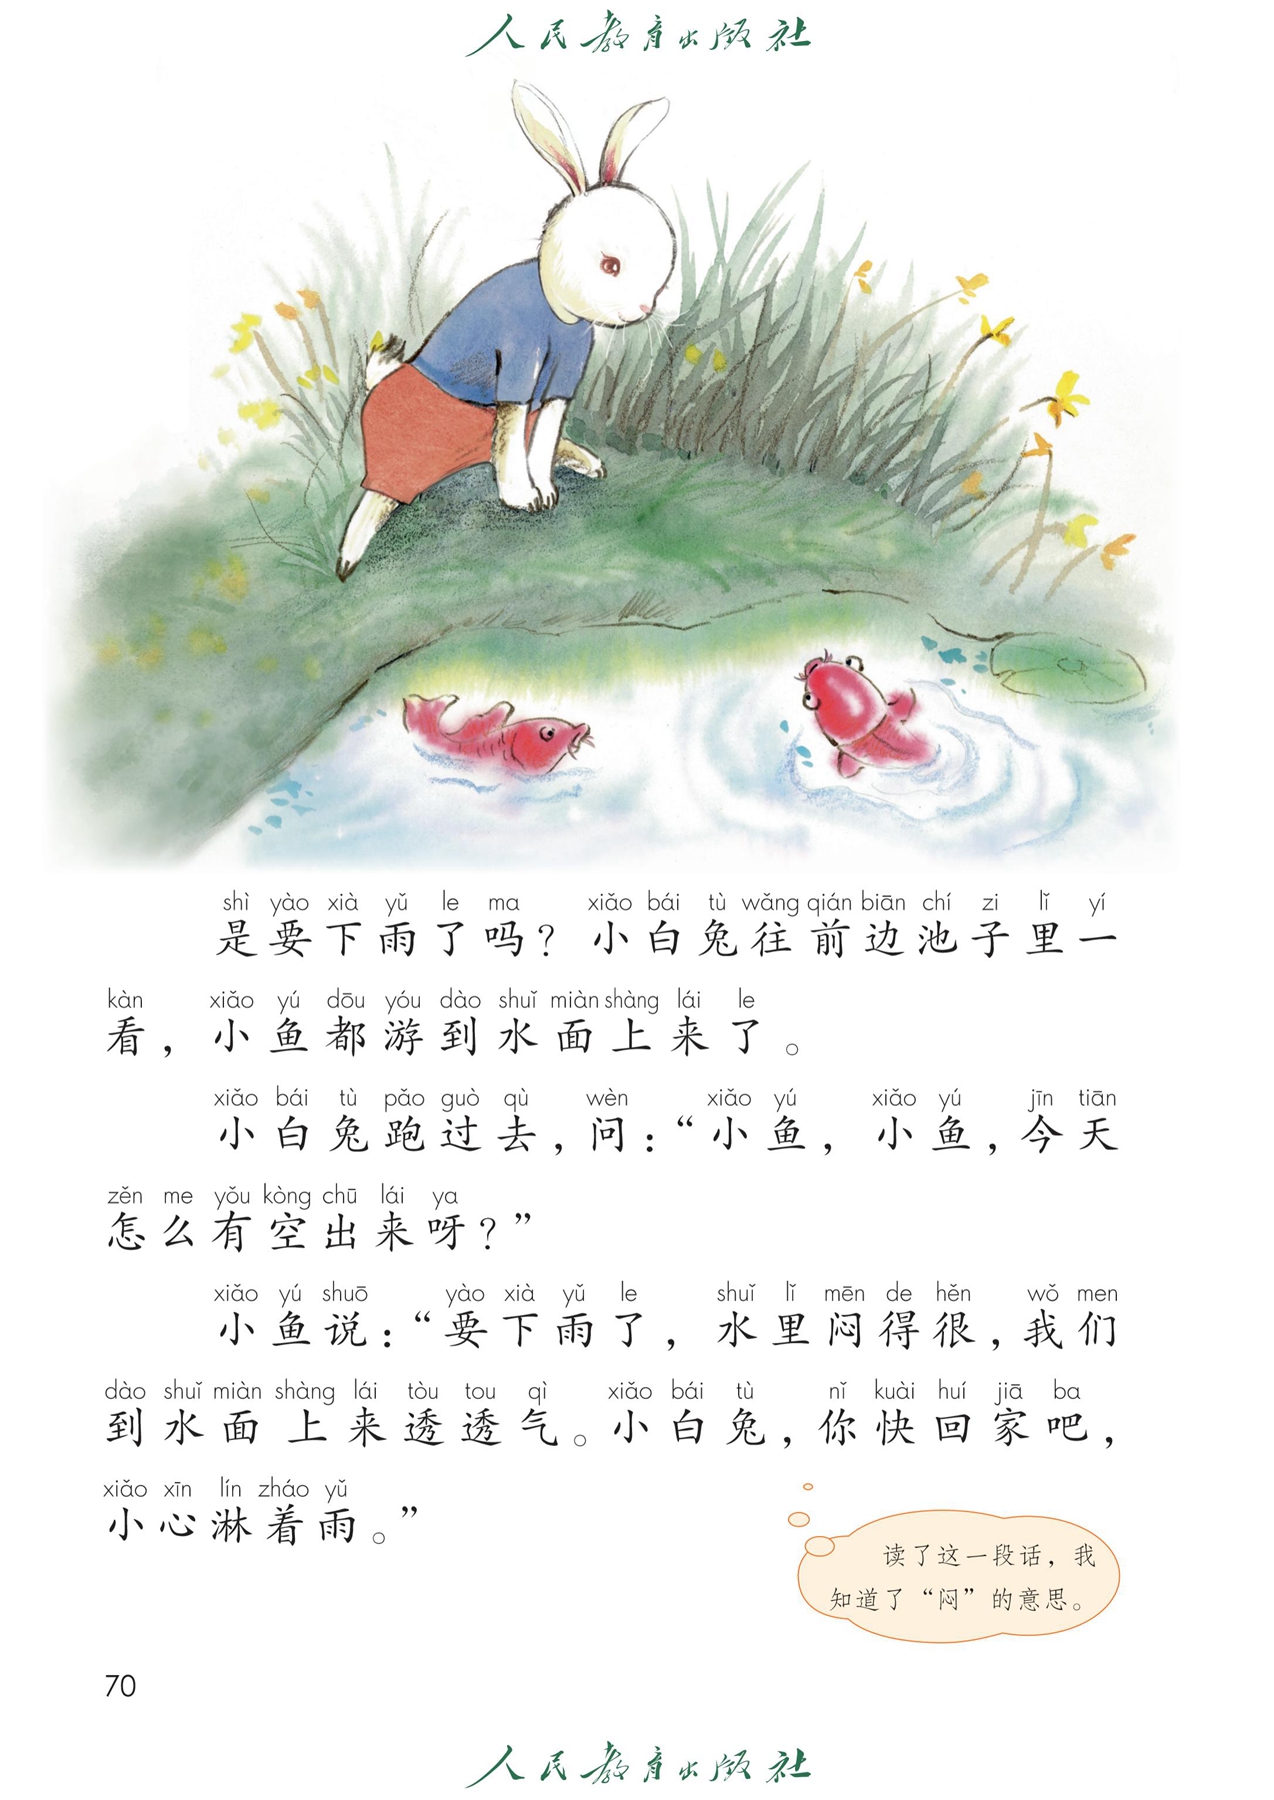 人民教育出版社
shì yào xià yǔ le ma xiǎo bái tù wǎng qián biān chí zi lǐ yí
是要下雨了吗？小白兔往前边池子里一
kàn xiǎo yú dōu yóu dào shuǐ miàn shàng lái le
看，小鱼都游到水面上来了。
xiǎo bái tù pǎo guò qù wèn xiǎo yú xiǎo yú jīn tiān
小白兔跑过去，问：“小鱼，小鱼，今天
zěn me yǒu kòng chū lái ya
怎么有空出来呀？”
xiǎo yú shuō yào xià yǔ le shuǐ lǐ mēn de hěn wǒ men
小鱼说：“要下雨了，水里闷得很，我们
dào shuǐ miàn shàng lái tòu tou qì xiǎo bái tù nǐ kuài huí jiā ba
到水面上来透透气。小白兔，你快回家吧，
xiǎo xīn lín zháo yǔ
小心淋着雨。”
读了这一段话，我
知道了“闷”的意思。
70
人民教育出版社